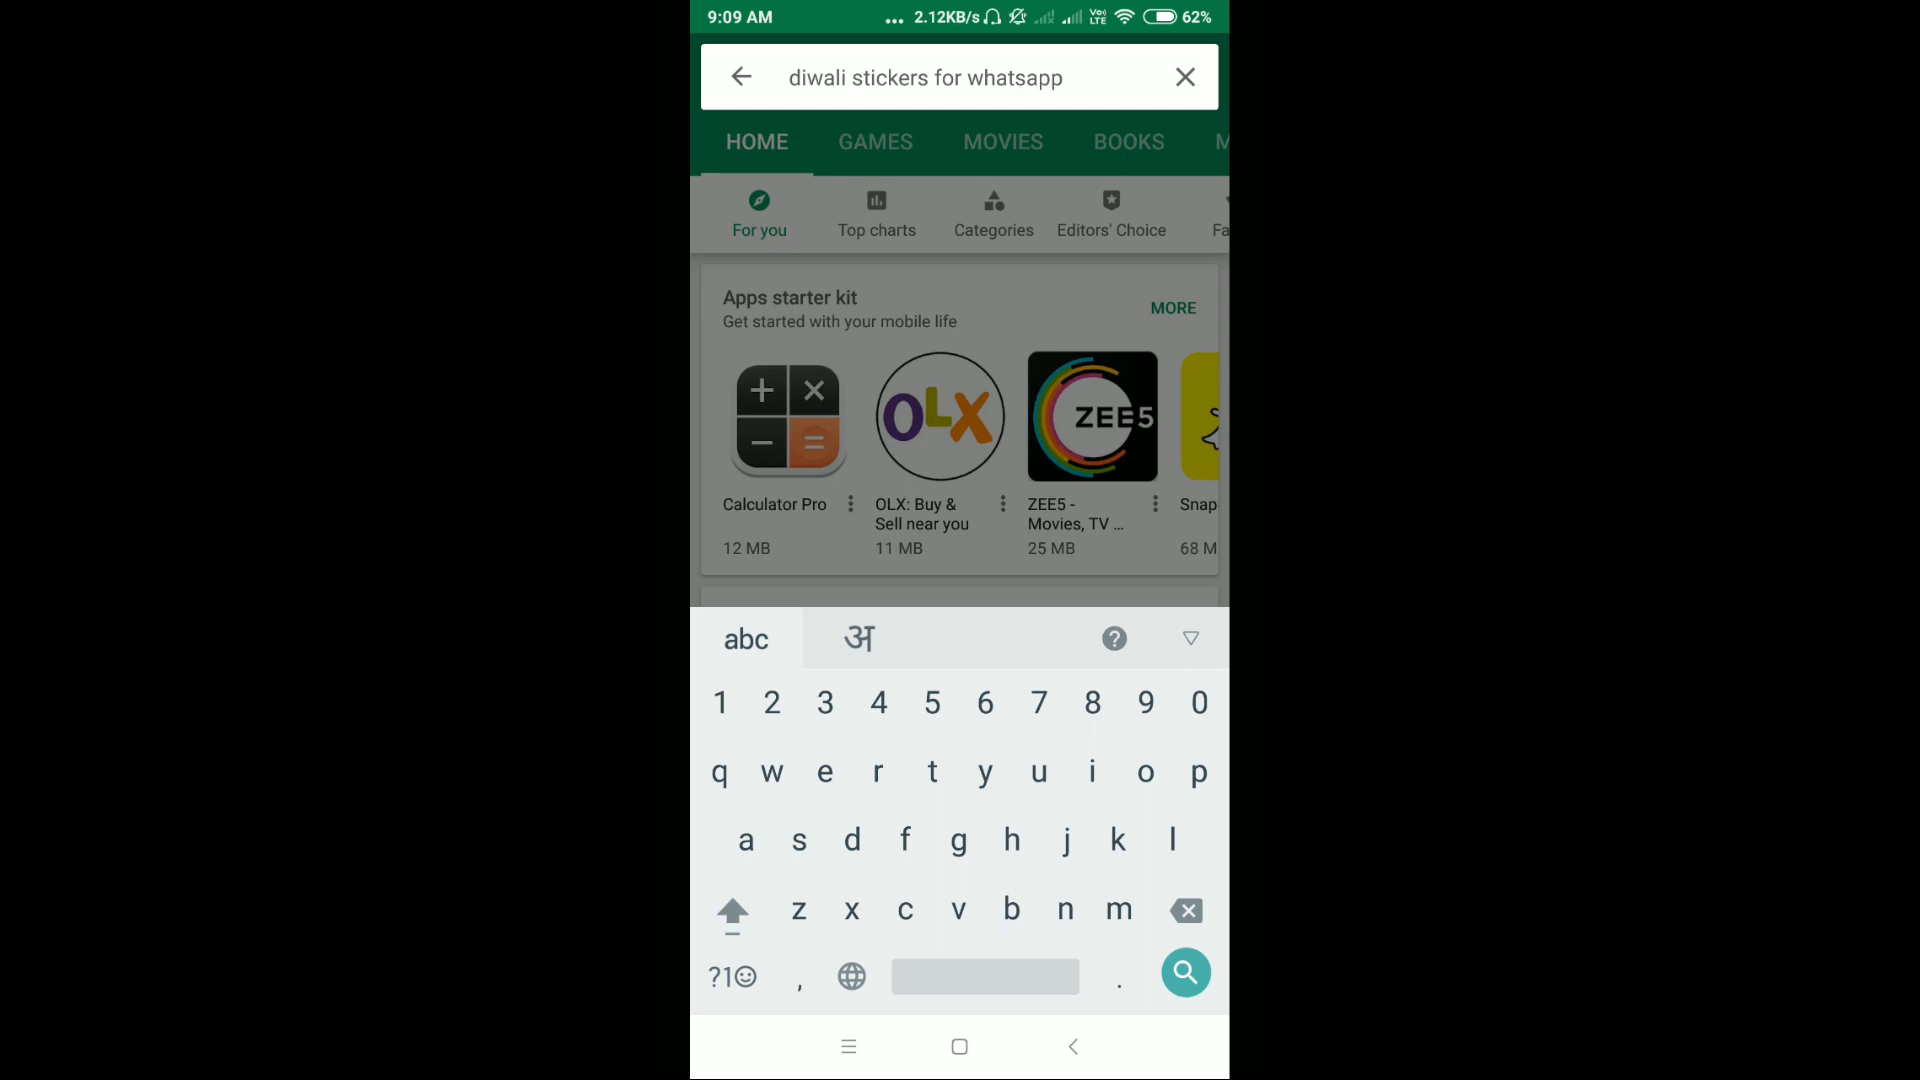 9:09 AM ... 2.12KB/s VoLTE 62%
diwali stickers for whatsapp
HOME GAMES MOVIES BOOKS M
For you Top charts Categories Editors' Choice Fa
Apps starter kit
MORE
Get started with your mobile life
OLX ZEE5
Calculator Pro OLX: Buy & ZEE5 - Snap
Sell near you Movies, TV ...
12 MB 11 MB 25 MB 68 M
abc अ ?
1 2 3 4 5 6 7 8 9 0
q w e r t y u i o p
a s d f g h j k l
z x c v b n m
?1☺ , .